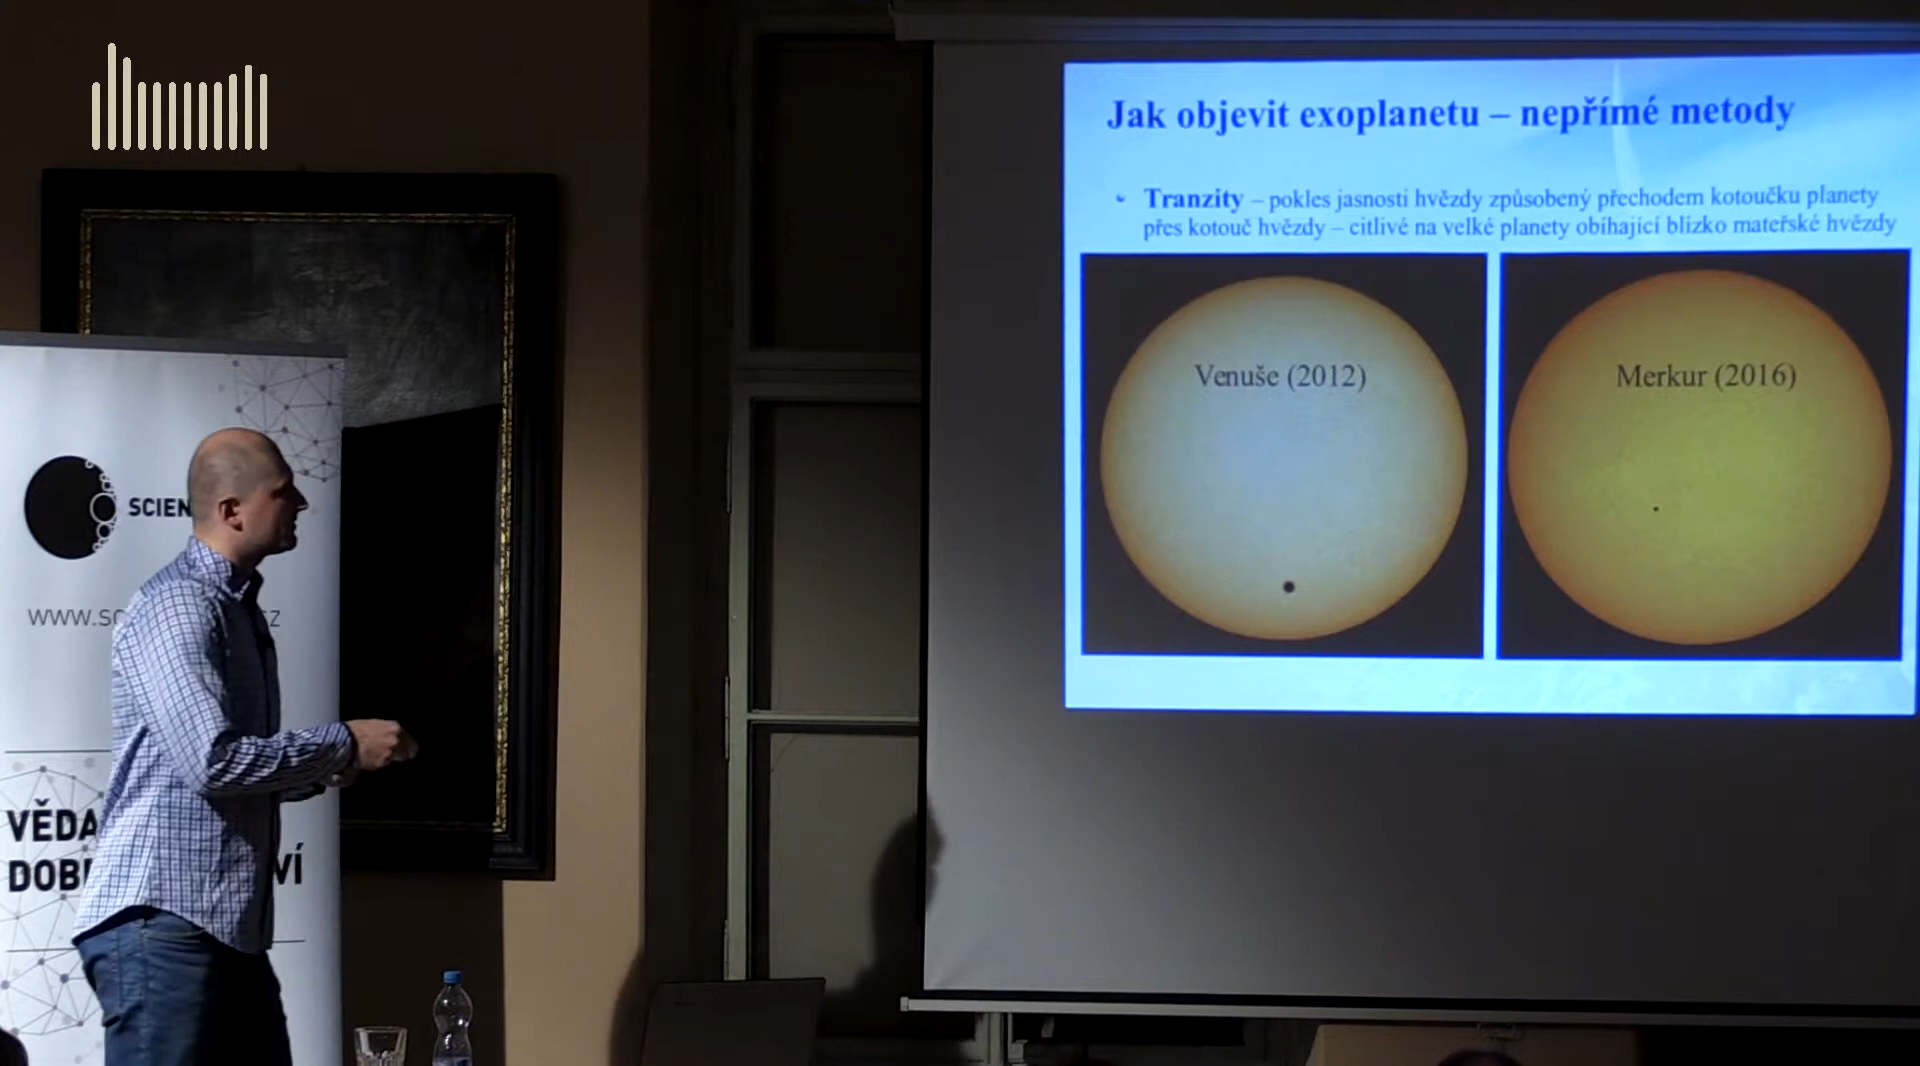 Jak objevit exoplanetu – nepřímé metody
Tranzity – pokles jasnosti hvězdy způsobený přechodem kotoučku planety
přes kotouč hvězdy – citlivé na velké planety obíhající blízko mateřské hvězdy
Venuše (2012)
Merkur (2016)
SCIEN
www.sc
cz
VĚDA
DOB
VÍ